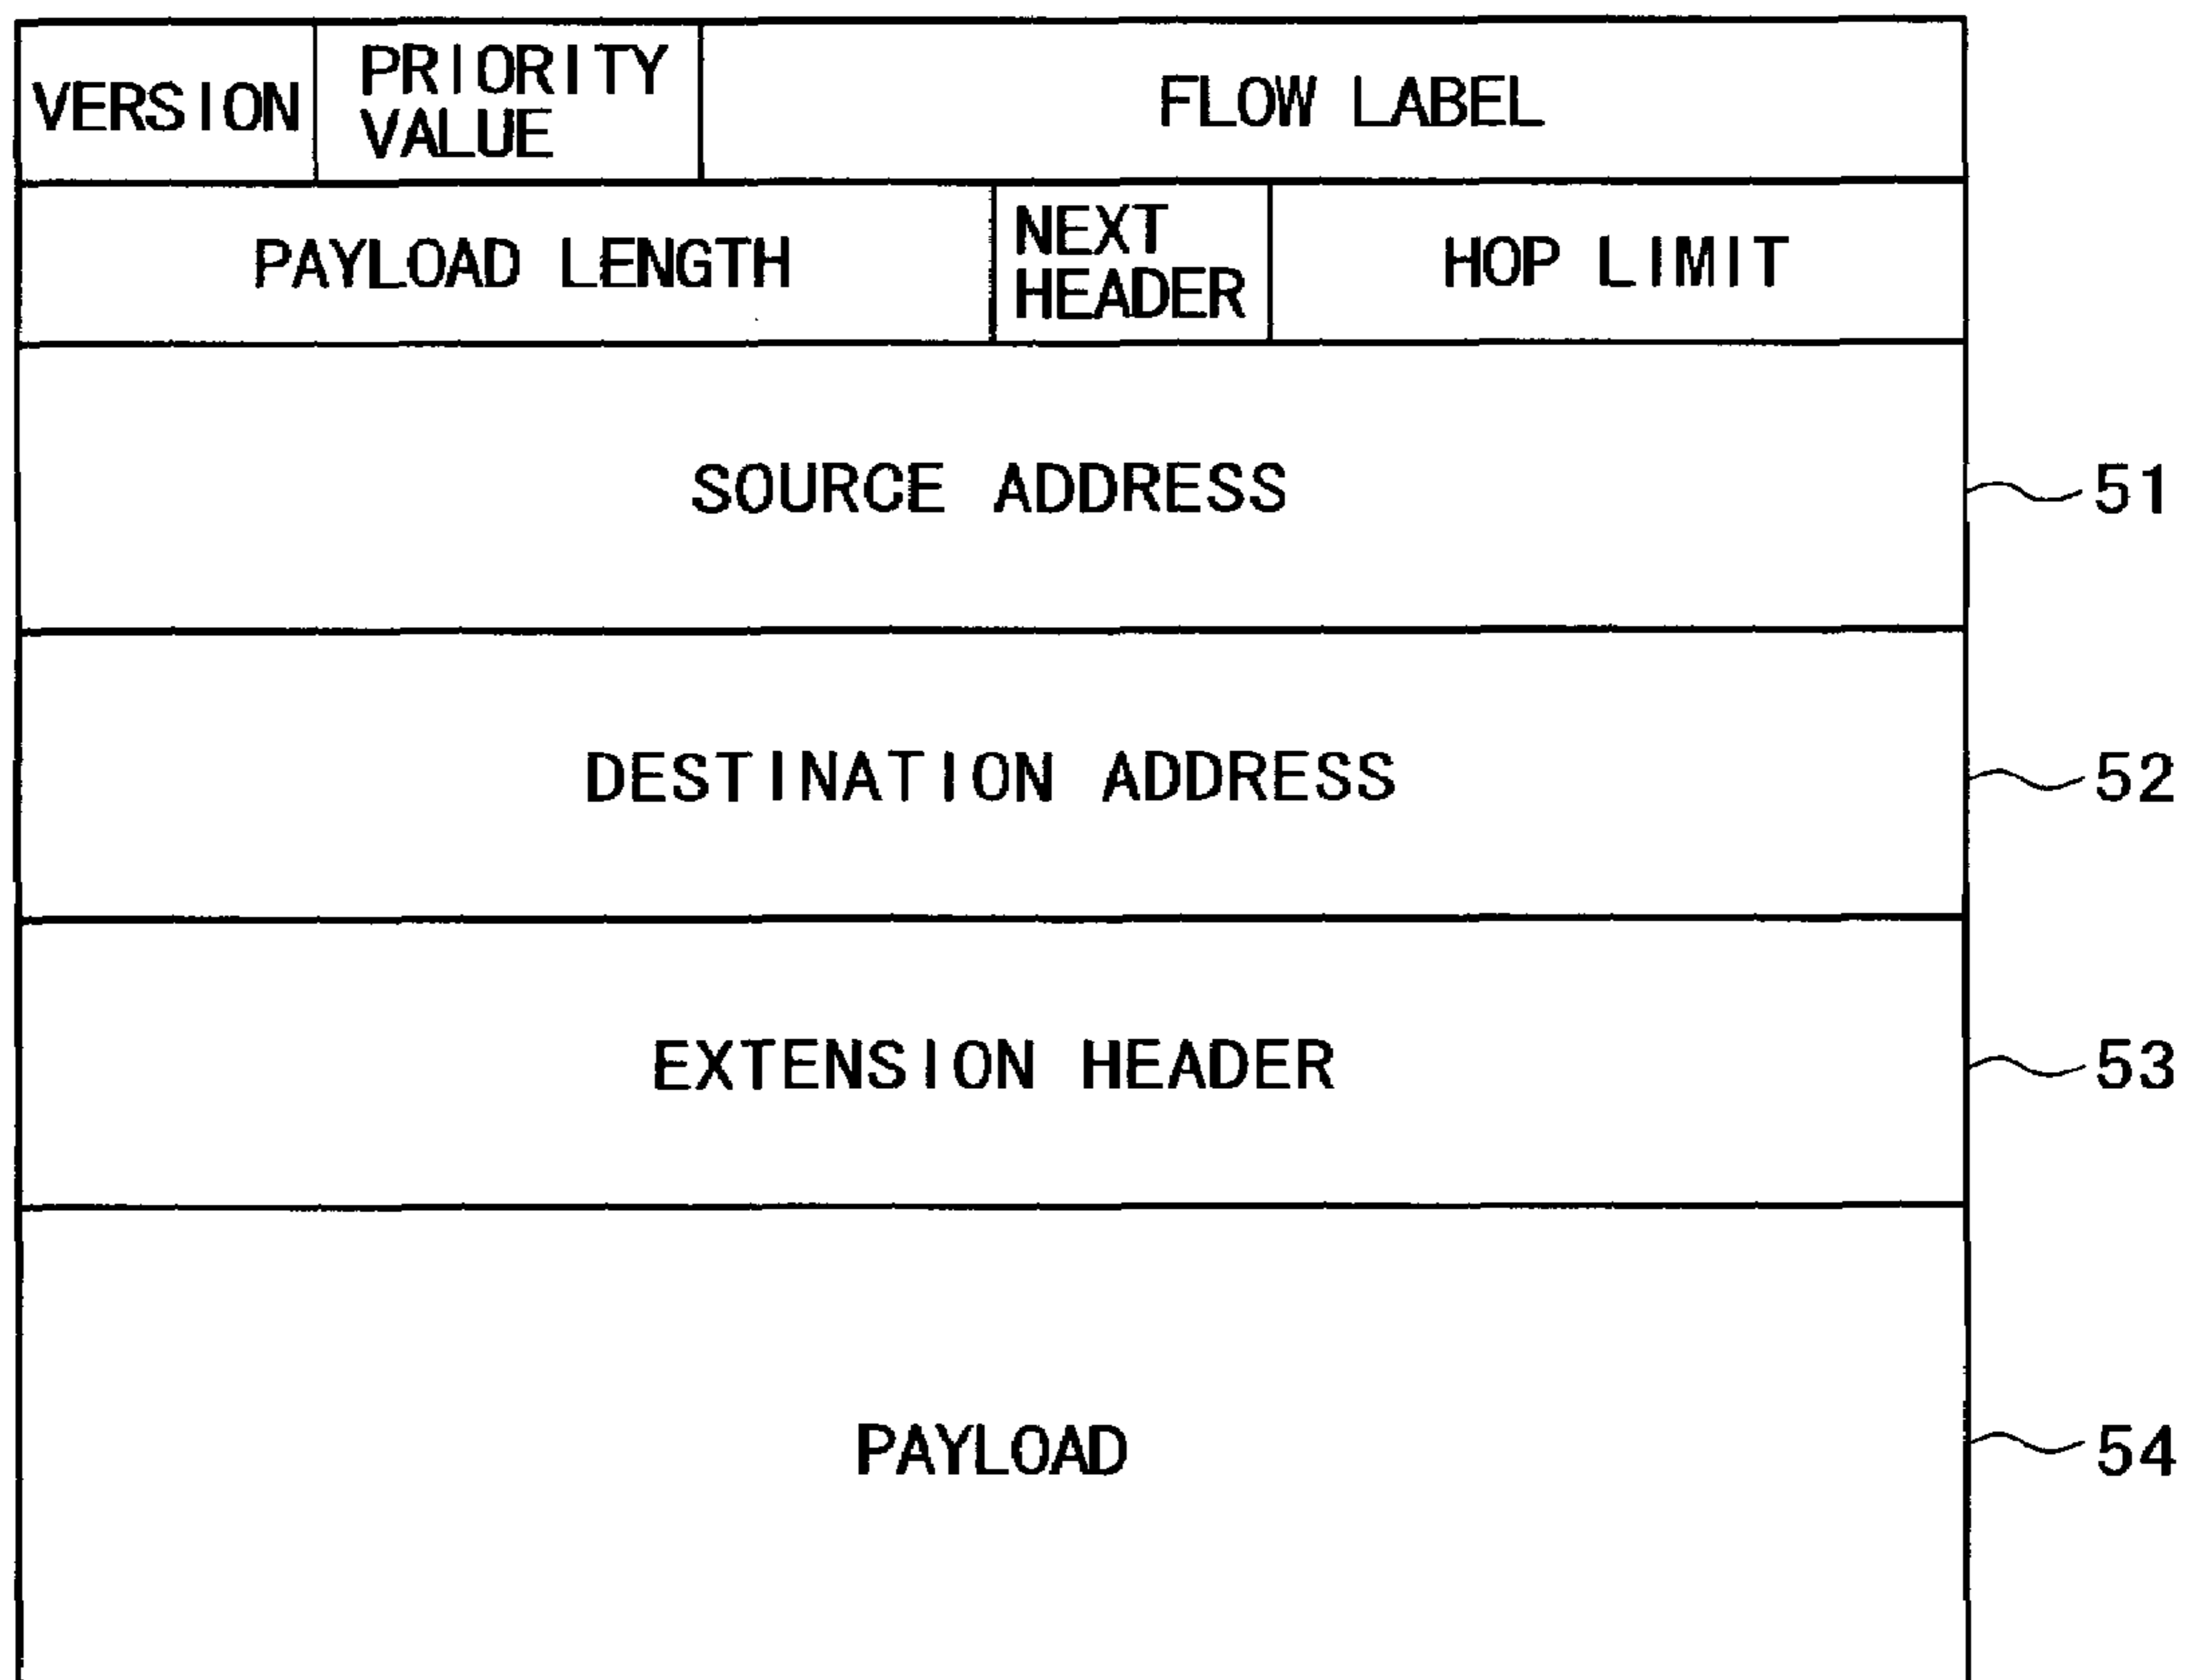 VERSION
PRIORITY
VALUE
FLOW LABEL
PAYLOAD LENGTH
NEXT
HEADER
HOP LIMIT
SOURCE ADDRESS
51
DESTINATION ADDRESS
52
EXTENSION HEADER
53
PAYLOAD
54